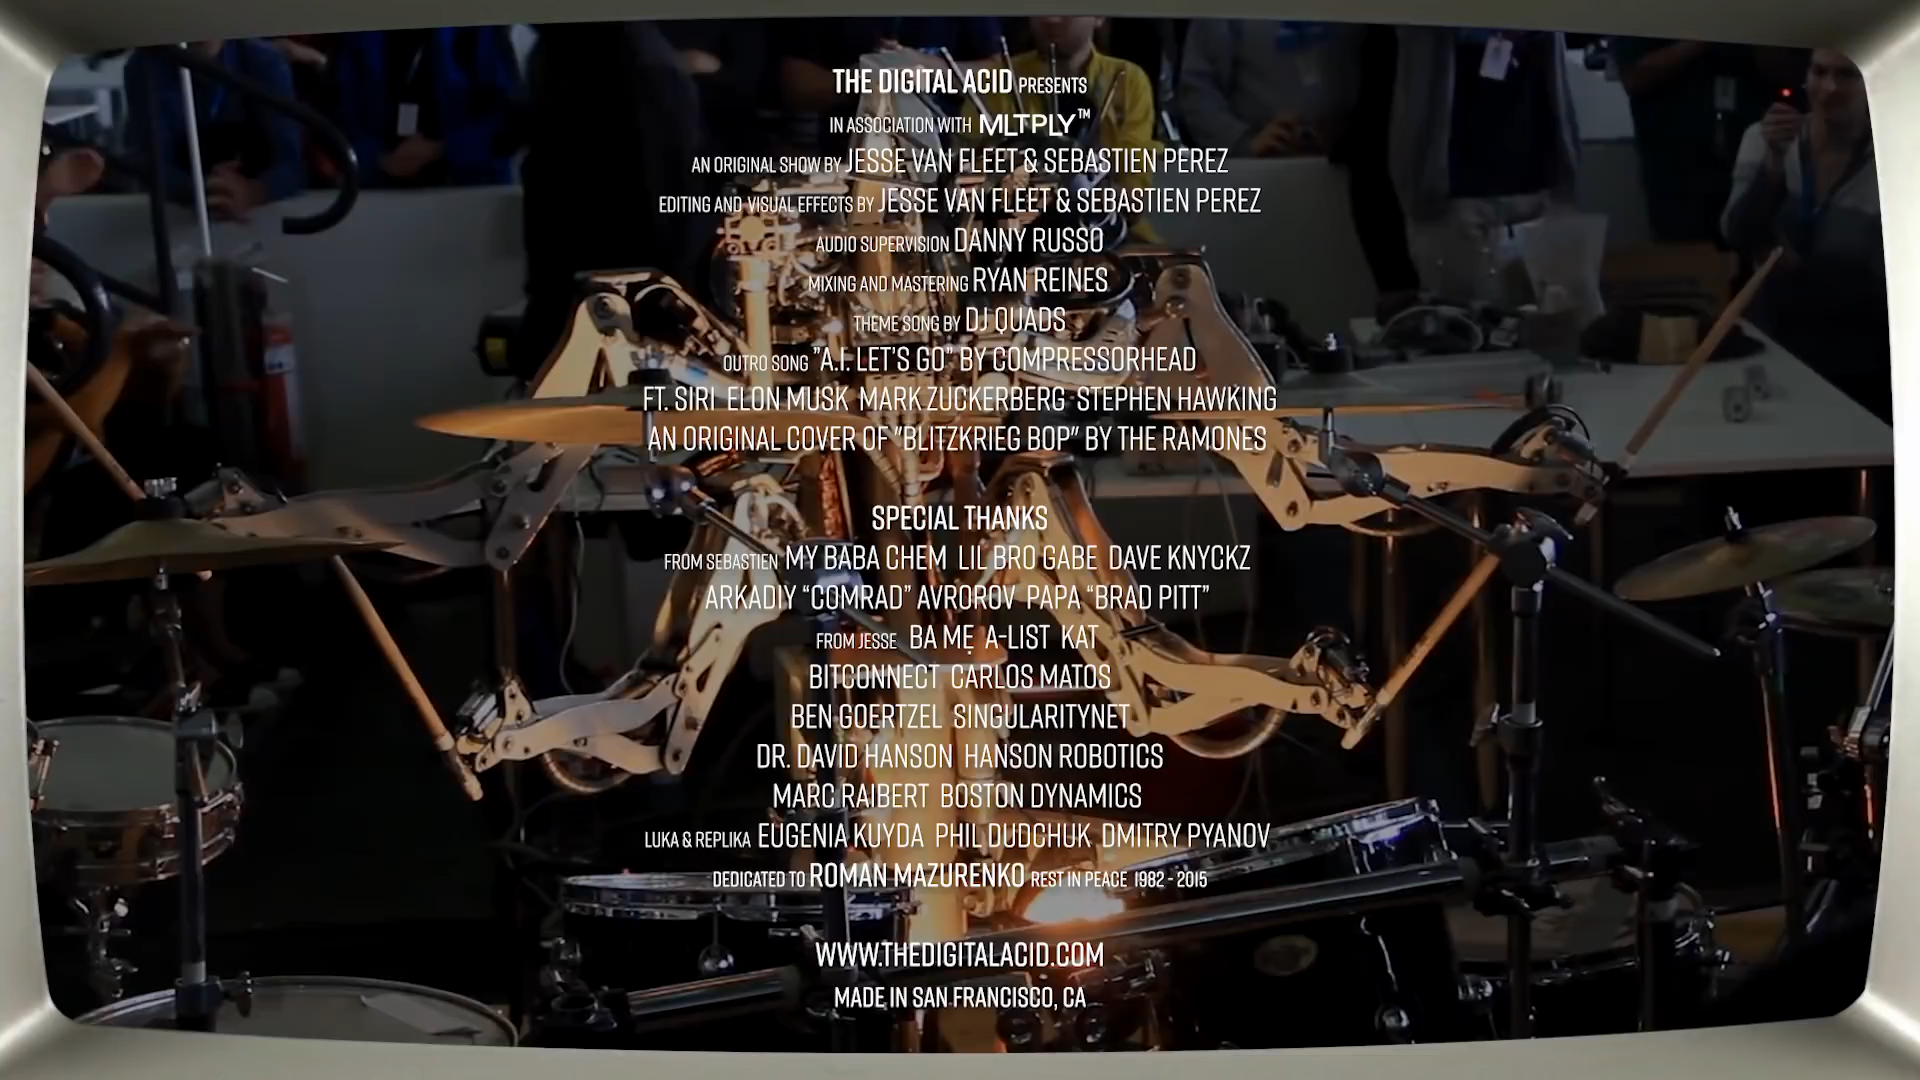 THE DIGITAL ACID PRESENTS
IN ASSOCIATION WITH MLTPLY™
AN ORIGINAL SHOW BY JESSE VAN FLEET & SEBASTIEN PEREZ
EDITING AND VISUAL EFFECTS BY JESSE VAN FLEET & SEBASTIEN PEREZ
AUDIO SUPERVISION DANNY RUSSO
MIXING AND MASTERING RYAN REINES
THEME SONG BY DJ QUADS
OUTRO SONG "A.I. LET'S GO" BY COMPRESSORHEAD
FT. SIRI ELON MUSK MARK ZUCKERBERG STEPHEN HAWKING
AN ORIGINAL COVER OF "BLITZKRIEG BOP" BY THE RAMONES
SPECIAL THANKS
FROM SEBASTIEN MY BABA CHEM LIL BRO GABE DAVE KNYCKZ
ARKADIY “COMRAD” AVROROV PAPA “BRAD PITT”
FROM JESSE BA MẸ A-LIST KAT
BITCONNECT CARLOS MATOS
BEN GOERTZEL SINGULARITYNET
DR. DAVID HANSON HANSON ROBOTICS
MARC RAIBERT BOSTON DYNAMICS
LUKA & REPLIKA EUGENIA KUYDA PHIL DUDCHUK DMITRY PYANOV
DEDICATED TO ROMAN MAZURENKO REST IN PEACE 1982 - 2015
WWW.THEDIGITALACID.COM
MADE IN SAN FRANCISCO, CA